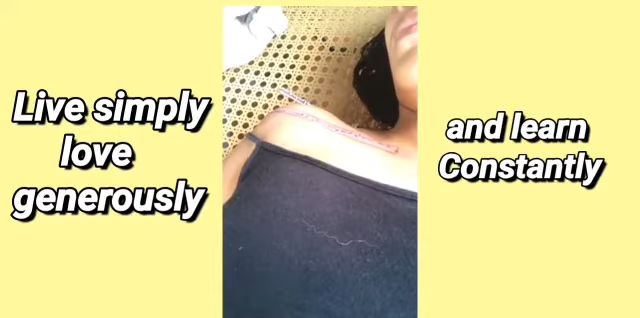 Live simply
love
generously
and learn
Constantly